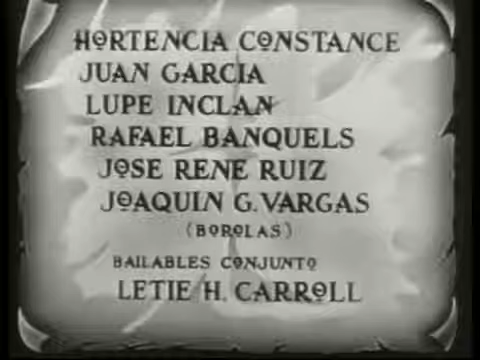 HORTENCIA CONSTANCE
JUAN GARCIA
LUPE INCLAN
RAFAEL BANQUELS
JOSE RENE RUIZ
JOAQUIN G. VARGAS
(BOROLAS)
BAILABLES CONJUNTO
LETIE H. CARROLL